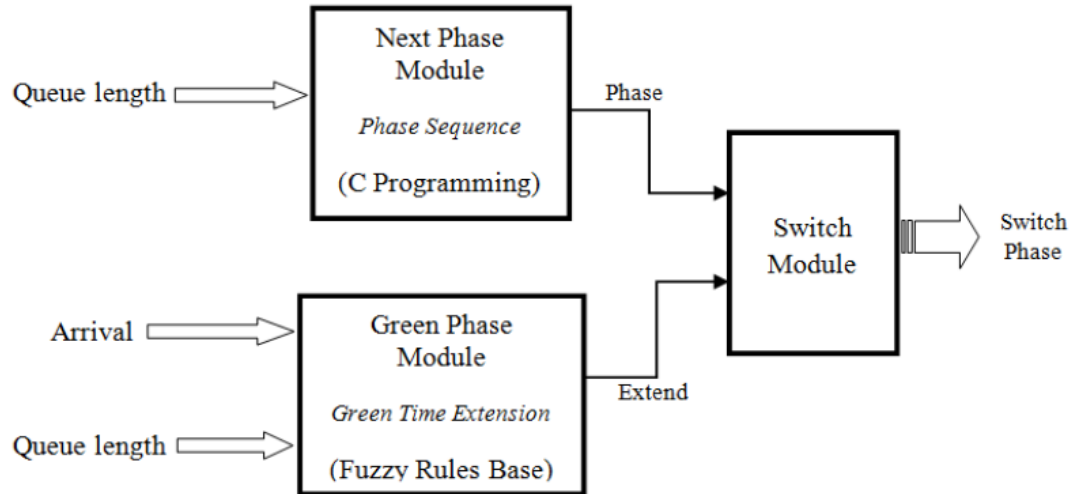 Queue length
Next Phase
Module
Phase Sequence
(C Programming)
Phase
Arrival
Queue length
Green Phase
Module
Green Time Extension
(Fuzzy Rules Base)
Extend
Switch
Module
Switch
Phase